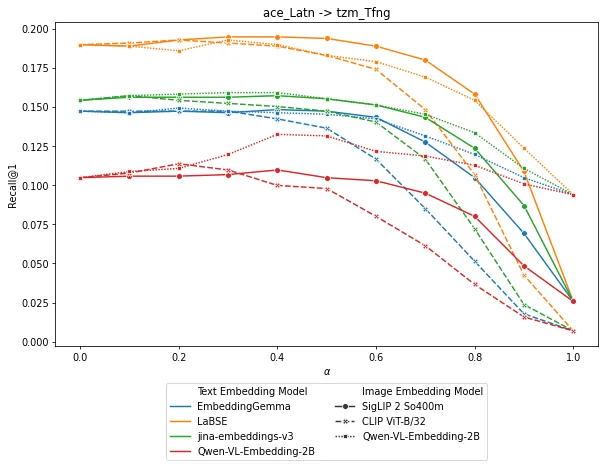 ace_Latn -> tzm_Tfng
Recall@1
0.200
0.175
0.150
0.125
0.100
0.075
0.050
0.025
0.000
0.0 0.2 0.4 0.6 0.8 1.0
α
Text Embedding Model
EmbeddingGemma
LaBSE
jina-embeddings-v3
Qwen-VL-Embedding-2B
Image Embedding Model
SigLIP 2 So400m
CLIP ViT-B/32
Qwen-VL-Embedding-2B